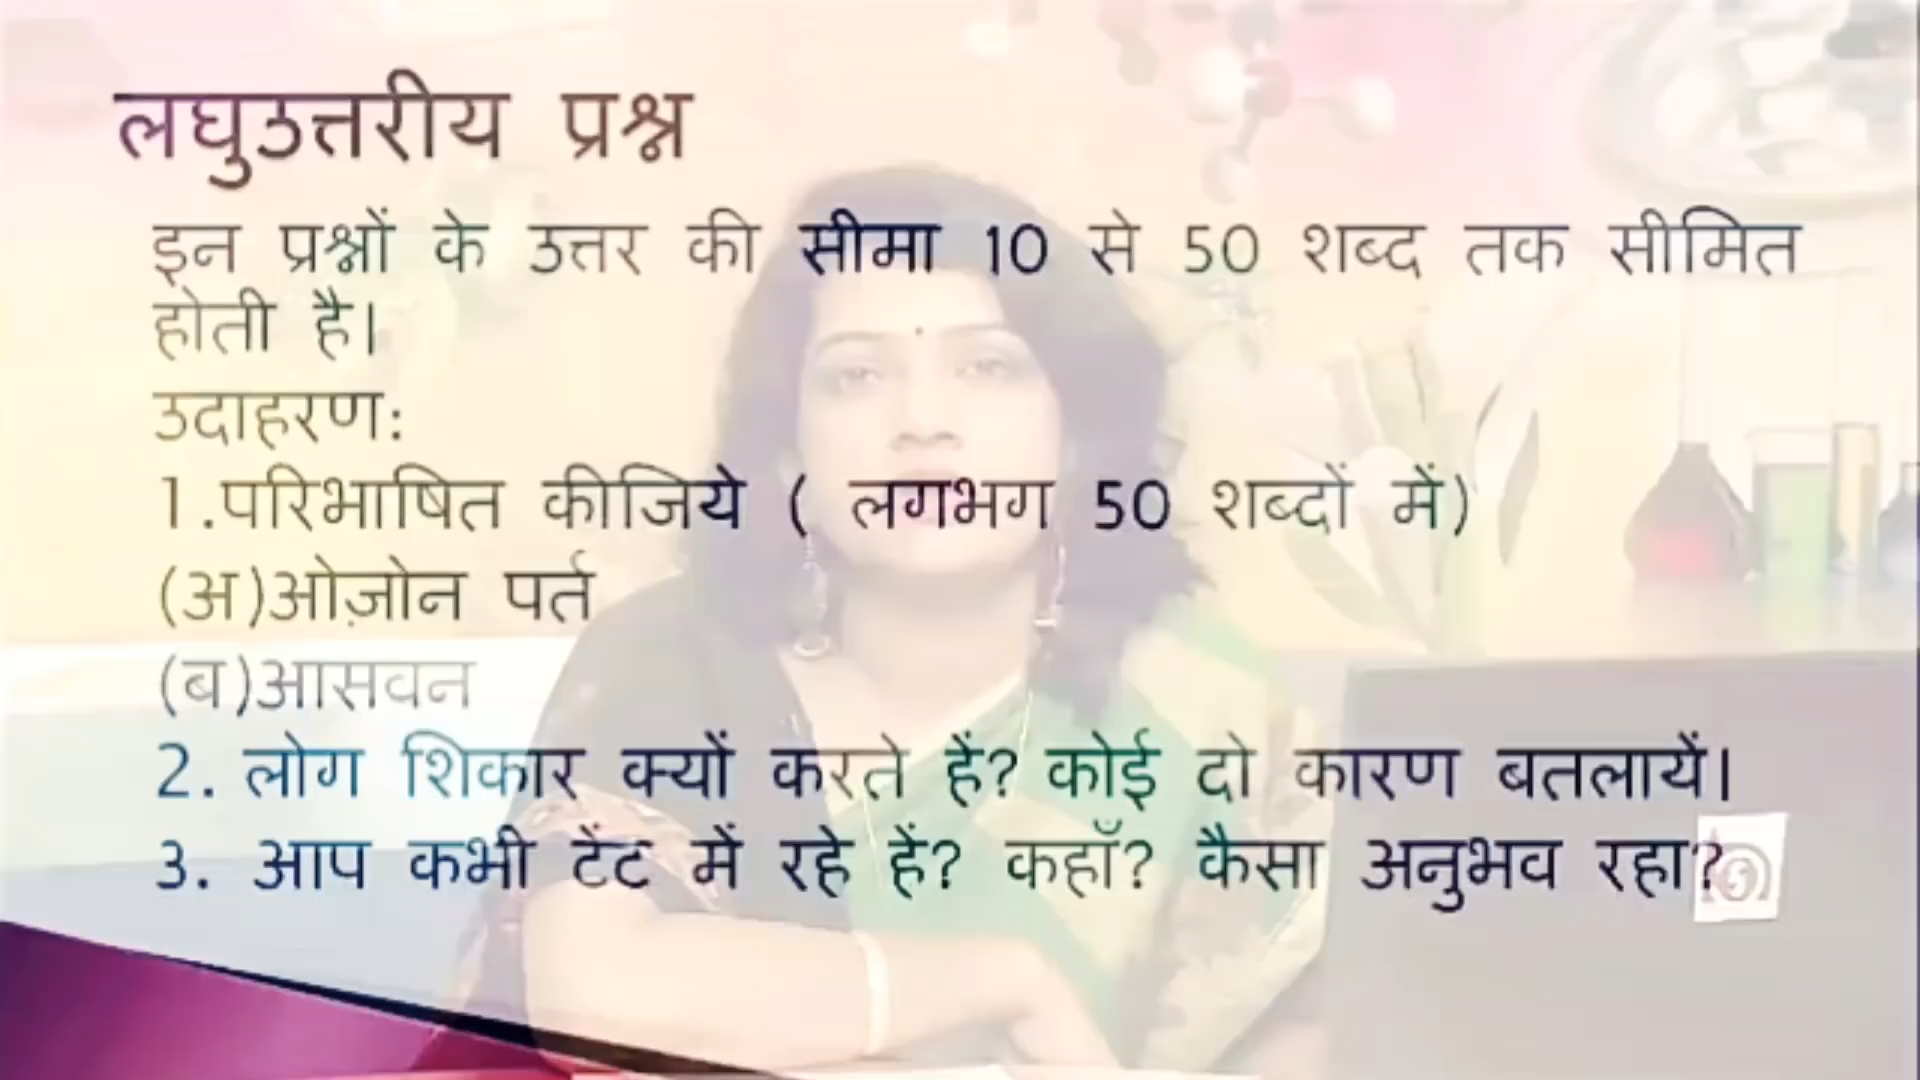 लघुउत्तरीय प्रश्न
इन प्रश्नों के उत्तर की सीमा 10 से 50 शब्द तक सीमित
होती है।
उदाहरण:
1.परिभाषित कीजिये ( लगभग 50 शब्दों में)
(अ)ओज़ोन पर्त
(ब)आसवन
2. लोग शिकार क्यों करते हैं? कोई दो कारण बतलायें।
3. आप कभी टेंट में रहे हें? कहाँ? कैसा अनुभव रहा?